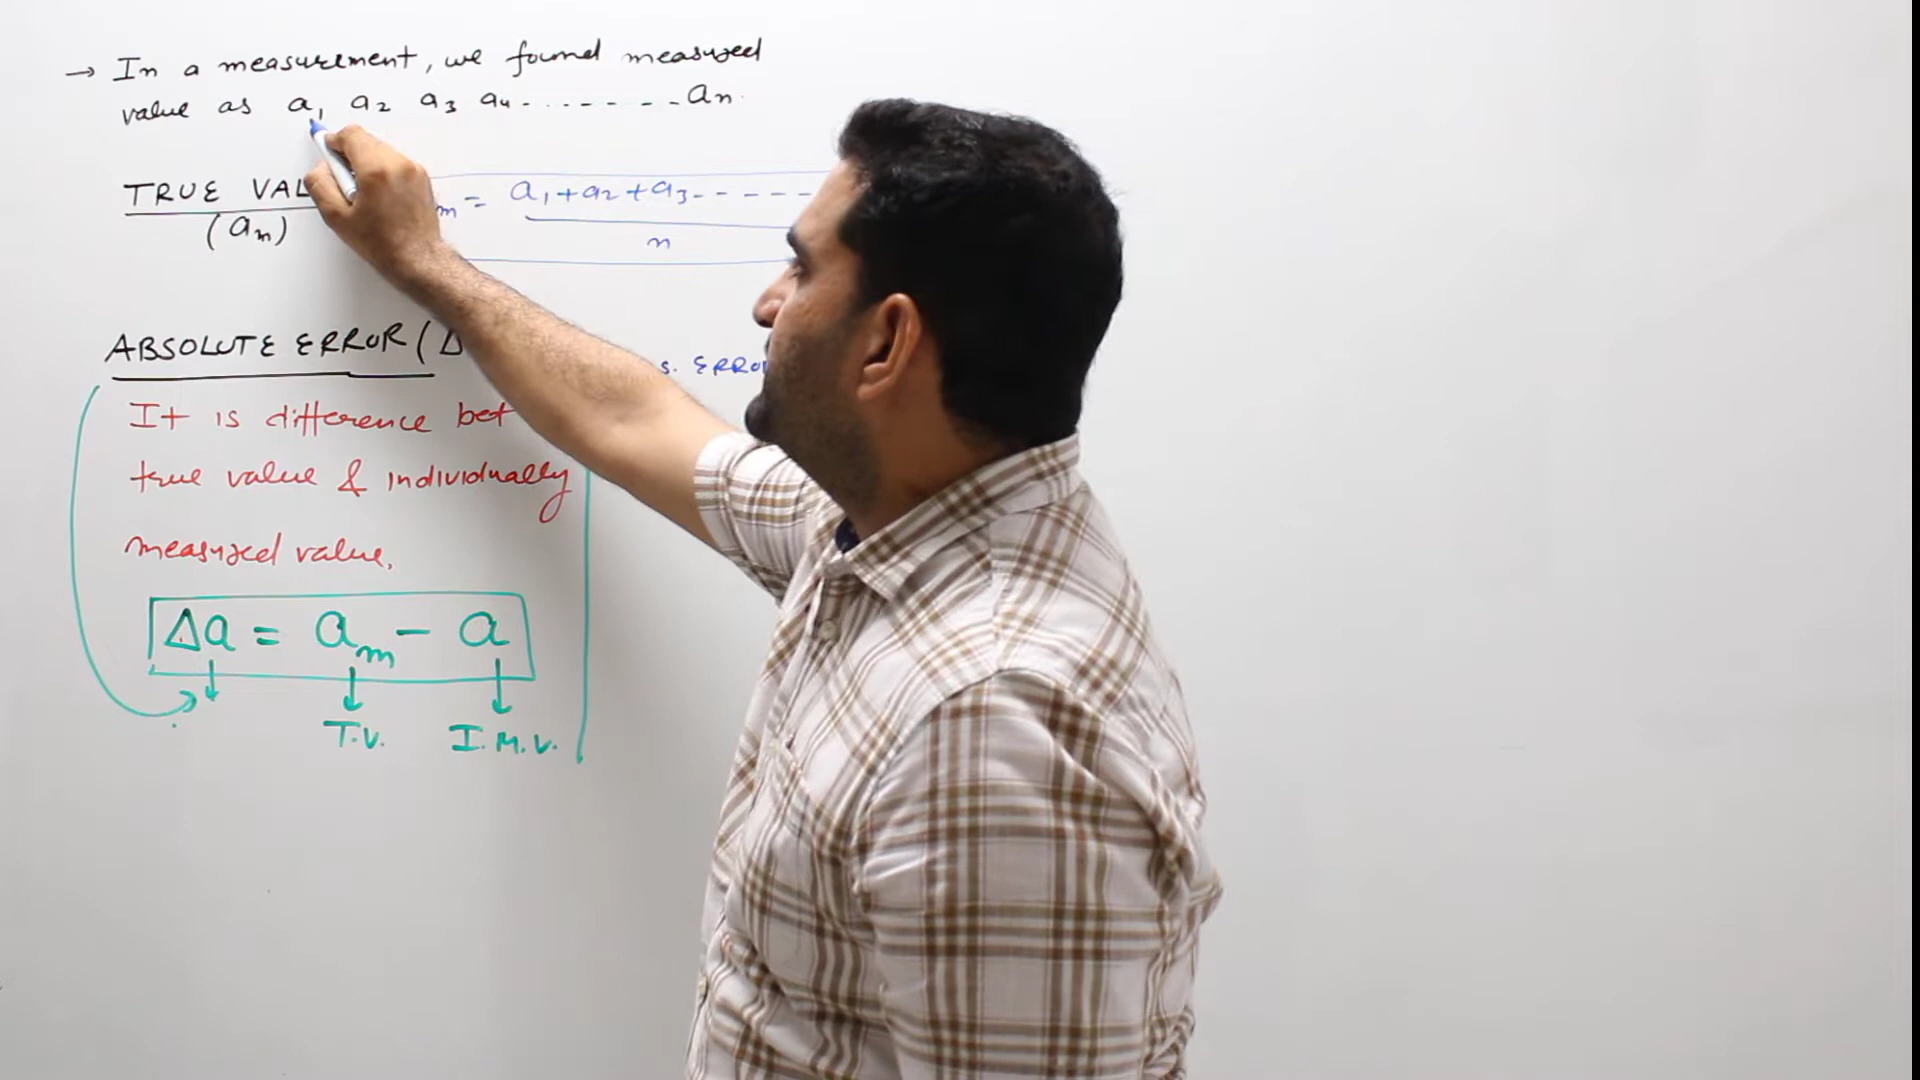 → In a measurement, we found measured
value as a₁ a₂ a₃ a₄ - - - - - - - aₙ.
TRUE VAL
(aₘ)
ₘ = a₁ + a₂ + a₃ - - - - - -
n
ABSOLUTE ERROR (Δ
s. ERRO
It is difference bet
true value & individually
measured value.
Δa = aₘ - a
T.V. I.M.V.